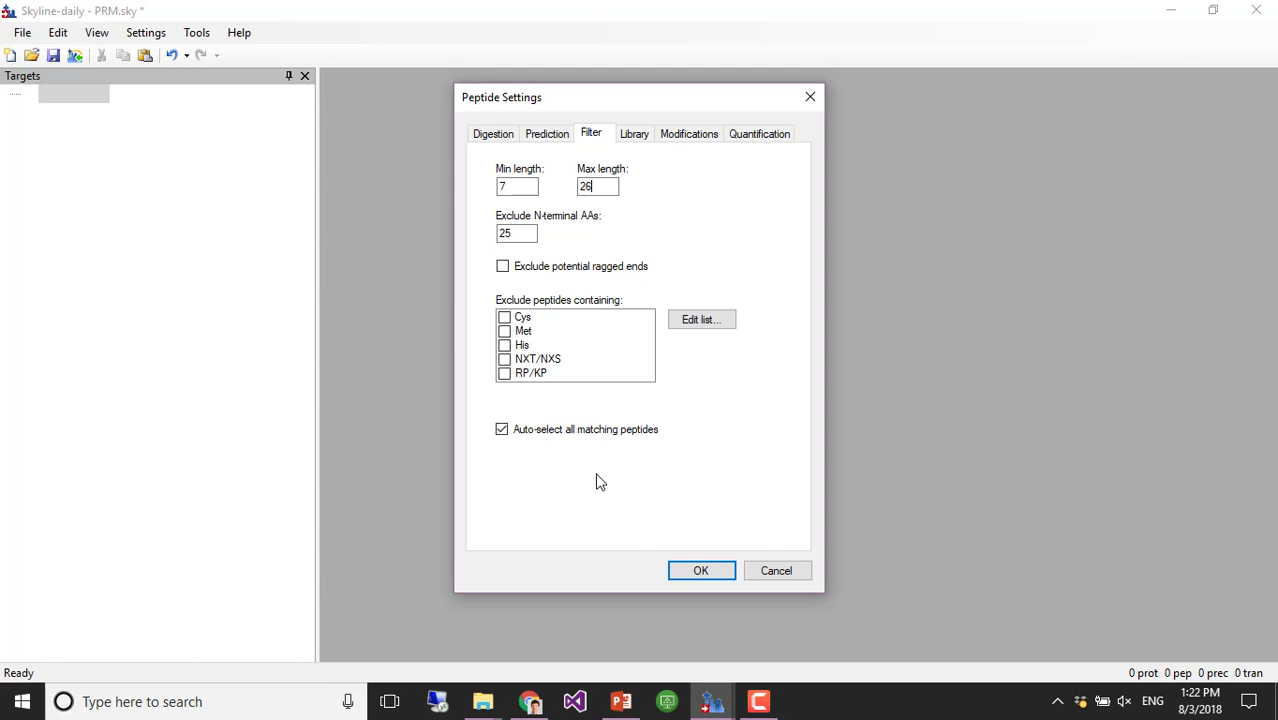 Skyline-daily - PRM.sky *
File Edit View Settings Tools Help
Targets
Peptide Settings
Digestion Prediction Filter Library Modifications Quantification
Min length: Max length:
7 26
Exclude N-terminal AAs:
25
Exclude potential ragged ends
Exclude peptides containing:
Cys
Met
His
NXT/NXS
RP/KP
Edit list...
Auto-select all matching peptides
OK Cancel
Ready 0 prot 0 pep 0 prec 0 tran
Type here to search ENG 1:22 PM
8/3/2018